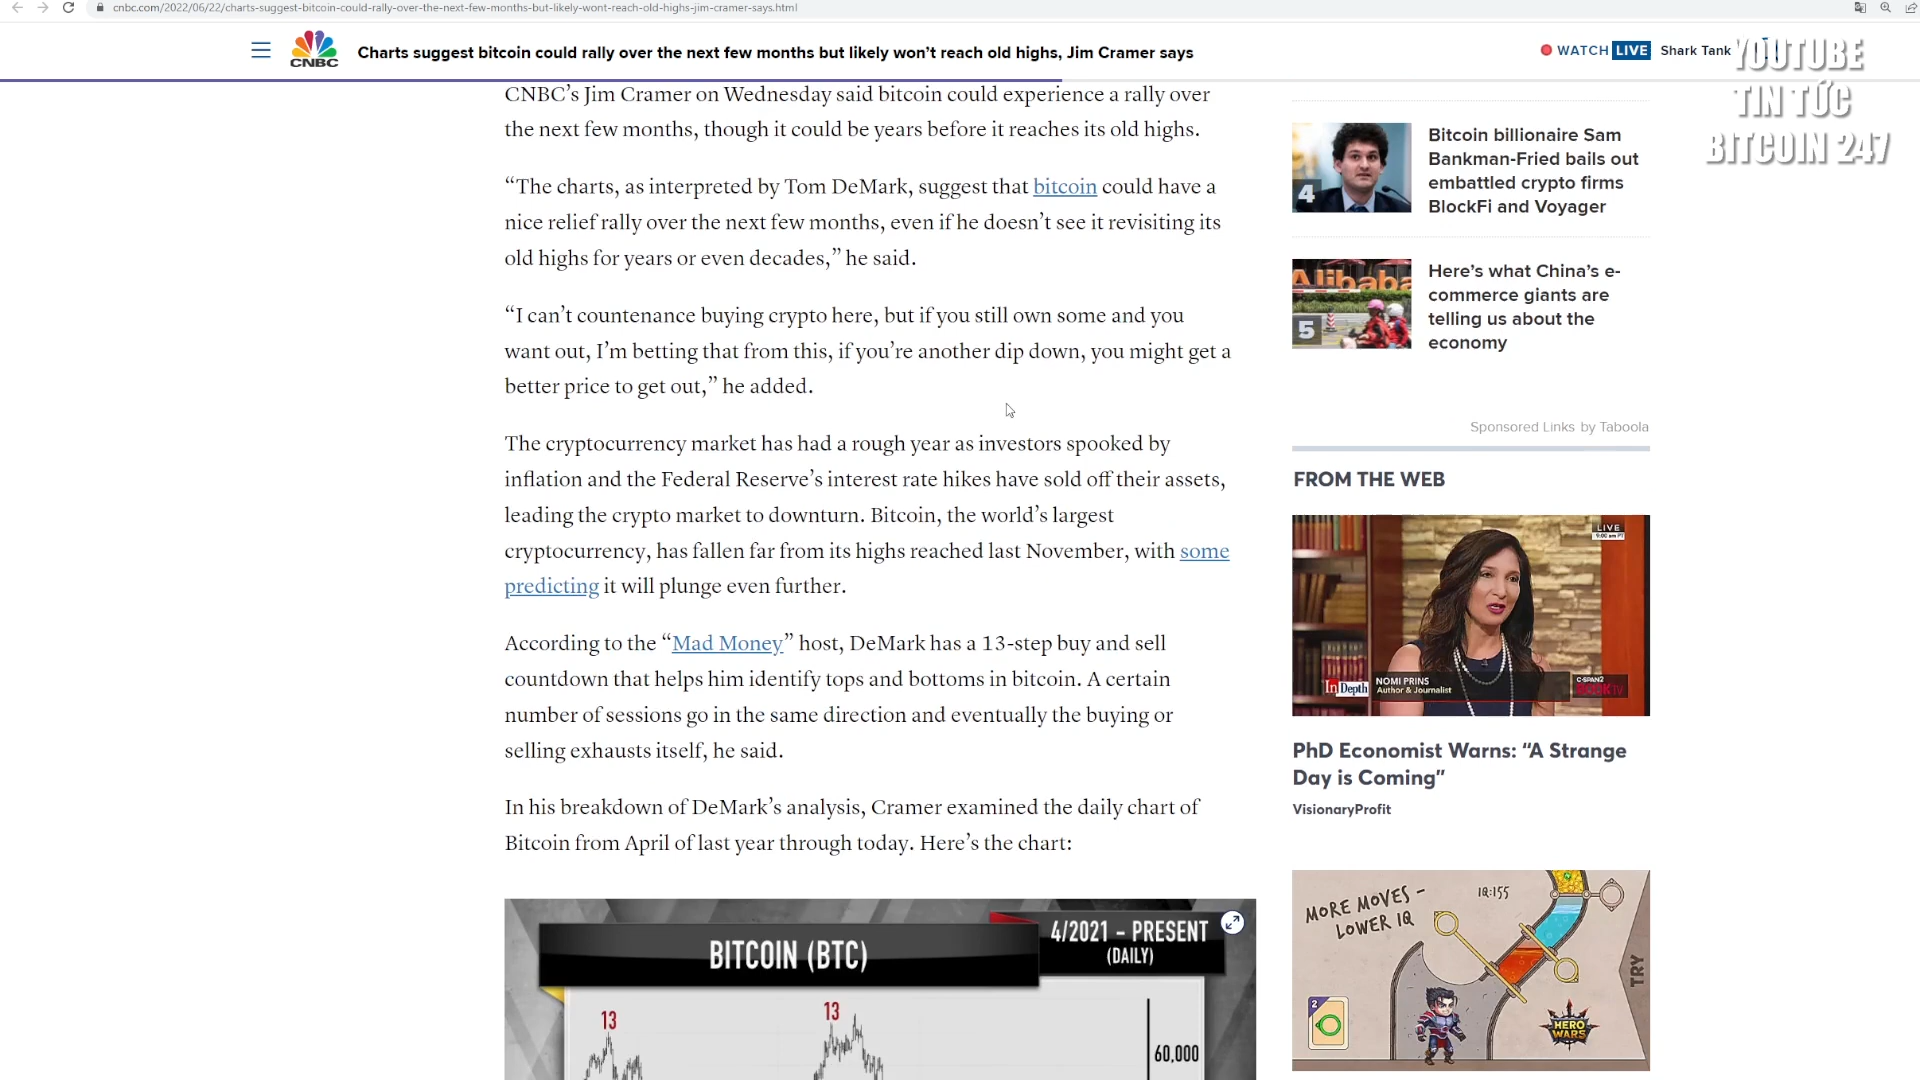 cnbc.com/2022/06/22/charts-suggest-bitcoin-could-rally-over-the-next-few-months-but-likely-wont-reach-old-highs-jim-cramer-says.html
CNBC
Charts suggest bitcoin could rally over the next few months but likely won’t reach old highs, Jim Cramer says
WATCH LIVE
Shark Tank
YOUTUBE
TIN TỨC
BITCOIN 247
CNBC’s Jim Cramer on Wednesday said bitcoin could experience a rally over
the next few months, though it could be years before it reaches its old highs.
“The charts, as interpreted by Tom DeMark, suggest that bitcoin could have a
nice relief rally over the next few months, even if he doesn’t see it revisiting its
old highs for years or even decades,” he said.
“I can’t countenance buying crypto here, but if you still own some and you
want out, I’m betting that from this, if you’re another dip down, you might get a
better price to get out,” he added.
The cryptocurrency market has had a rough year as investors spooked by
inflation and the Federal Reserve’s interest rate hikes have sold off their assets,
leading the crypto market to downturn. Bitcoin, the world’s largest
cryptocurrency, has fallen far from its highs reached last November, with some
predicting it will plunge even further.
According to the “Mad Money” host, DeMark has a 13-step buy and sell
countdown that helps him identify tops and bottoms in bitcoin. A certain
number of sessions go in the same direction and eventually the buying or
selling exhausts itself, he said.
In his breakdown of DeMark’s analysis, Cramer examined the daily chart of
Bitcoin from April of last year through today. Here’s the chart:
BITCOIN (BTC)
4/2021 - PRESENT
(DAILY)
13
13
60,000
4
Bitcoin billionaire Sam
Bankman-Fried bails out
embattled crypto firms
BlockFi and Voyager
Alibaba
5
Here’s what China’s e-
commerce giants are
telling us about the
economy
Sponsored Links by Taboola
FROM THE WEB
LIVE
9:00 am PT
In Depth
NOMI PRINS
Author & Journalist
C-SPAN2
BOOK TV
PhD Economist Warns: “A Strange
Day is Coming”
VisionaryProfit
MORE MOVES -
LOWER IQ
IQ:155
TRY
2
HERO
WARS